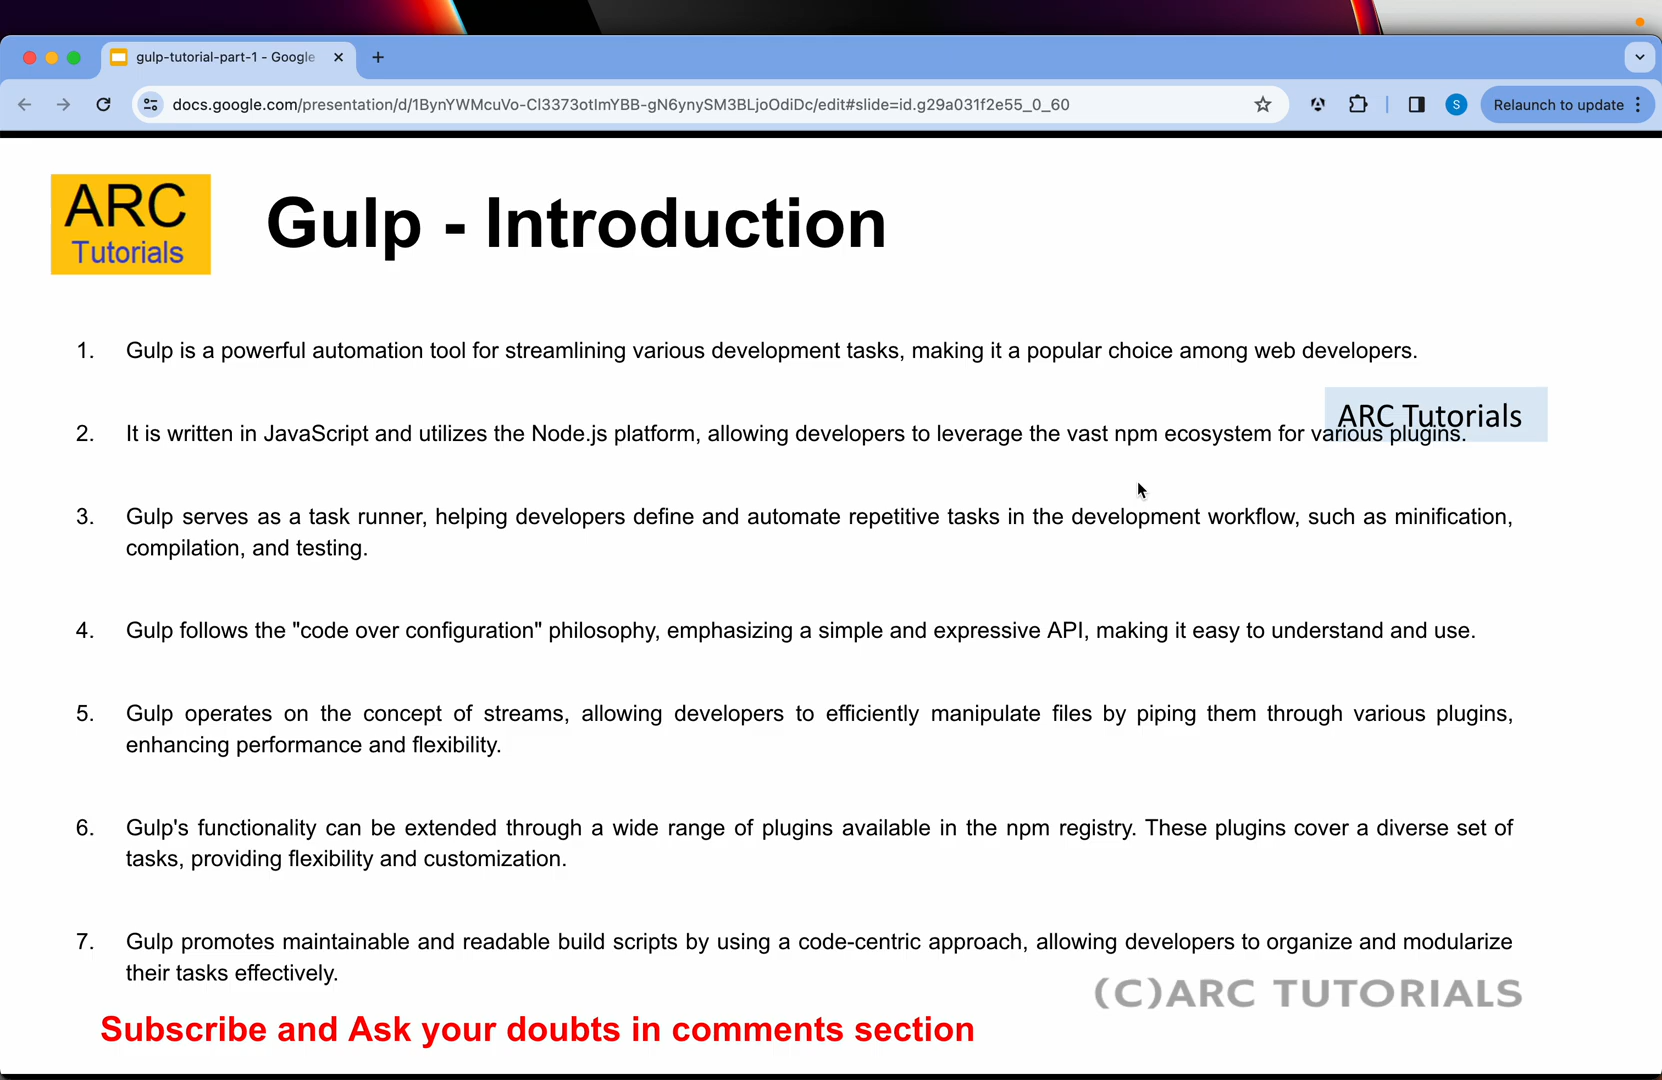 gulp-tutorial-part-1 - Google
docs.google.com/presentation/d/1BynYWMcuVo-Cl3373otImYBB-gN6ynySM3BLjoOdiDc/edit#slide=id.g29a031f2e55_0_60
S
Relaunch to update
ARC
Tutorials
Gulp - Introduction
1. Gulp is a powerful automation tool for streamlining various development tasks, making it a popular choice among web developers.
ARC Tutorials
2. It is written in JavaScript and utilizes the Node.js platform, allowing developers to leverage the vast npm ecosystem for various plugins.
3. Gulp serves as a task runner, helping developers define and automate repetitive tasks in the development workflow, such as minification,
compilation, and testing.
4. Gulp follows the "code over configuration" philosophy, emphasizing a simple and expressive API, making it easy to understand and use.
5. Gulp operates on the concept of streams, allowing developers to efficiently manipulate files by piping them through various plugins,
enhancing performance and flexibility.
6. Gulp's functionality can be extended through a wide range of plugins available in the npm registry. These plugins cover a diverse set of
tasks, providing flexibility and customization.
7. Gulp promotes maintainable and readable build scripts by using a code-centric approach, allowing developers to organize and modularize
their tasks effectively.
(C)ARC TUTORIALS
Subscribe and Ask your doubts in comments section